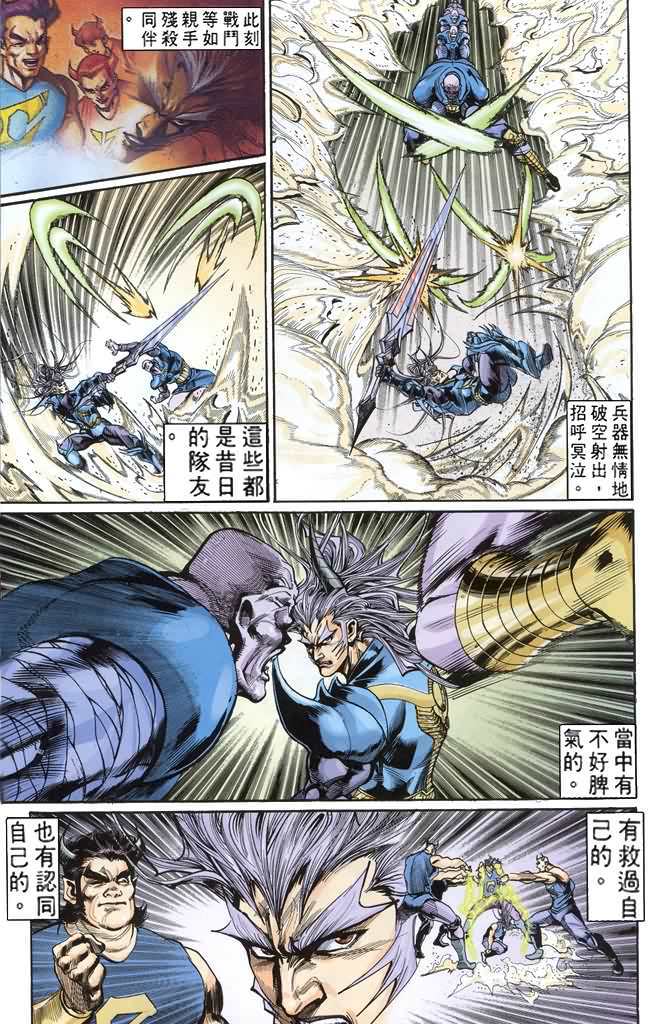 兵器無情地
破空射出，
招呼冥泣。
此刻
戰鬥
等如
親手
殘殺
同伴
。
這些都
是昔日
的隊友
。
當中有
不好脾
氣的。
有救過自
己的。
也有認同
自己的。